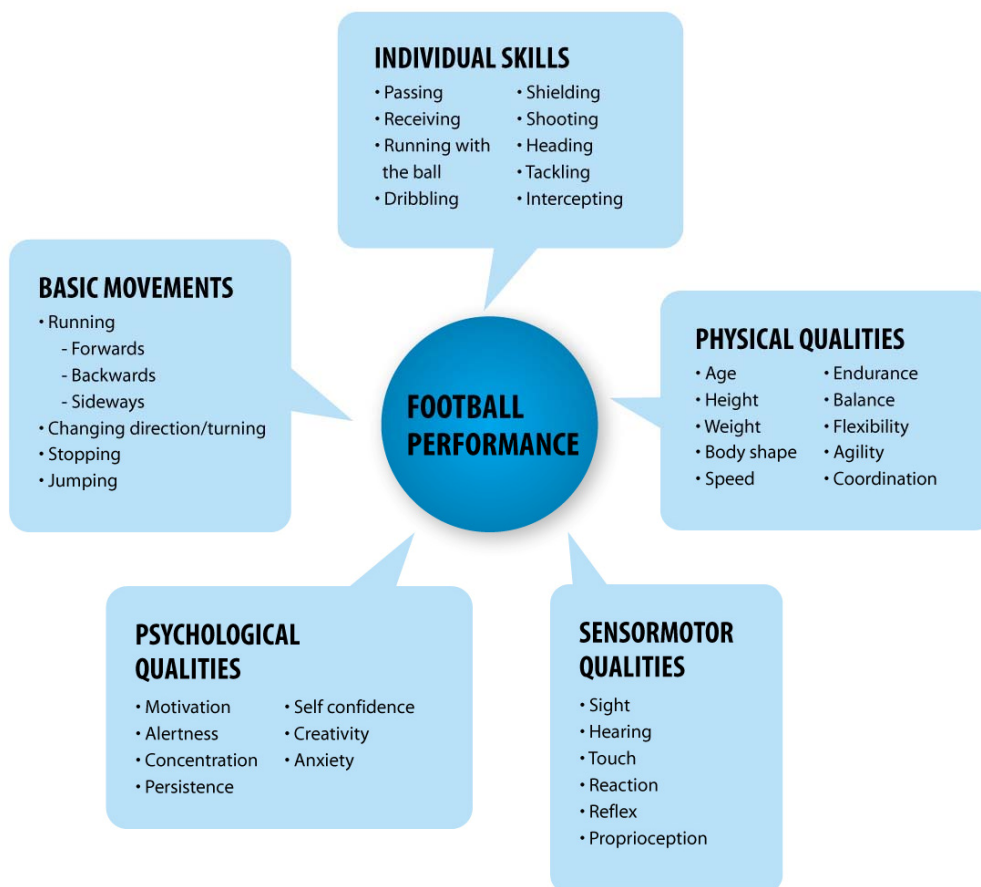 INDIVIDUAL SKILLS
• Passing
• Receiving
• Running with
the ball
• Dribbling
• Shielding
• Shooting
• Heading
• Tackling
• Intercepting
BASIC MOVEMENTS
• Running
- Forwards
- Backwards
- Sideways
• Changing direction/turning
• Stopping
• Jumping
FOOTBALL
PERFORMANCE
PHYSICAL QUALITIES
• Age
• Height
• Weight
• Body shape
• Speed
• Endurance
• Balance
• Flexibility
• Agility
• Coordination
PSYCHOLOGICAL
QUALITIES
• Motivation
• Alertness
• Concentration
• Persistence
• Self confidence
• Creativity
• Anxiety
SENSORMOTOR
QUALITIES
• Sight
• Hearing
• Touch
• Reaction
• Reflex
• Proprioception